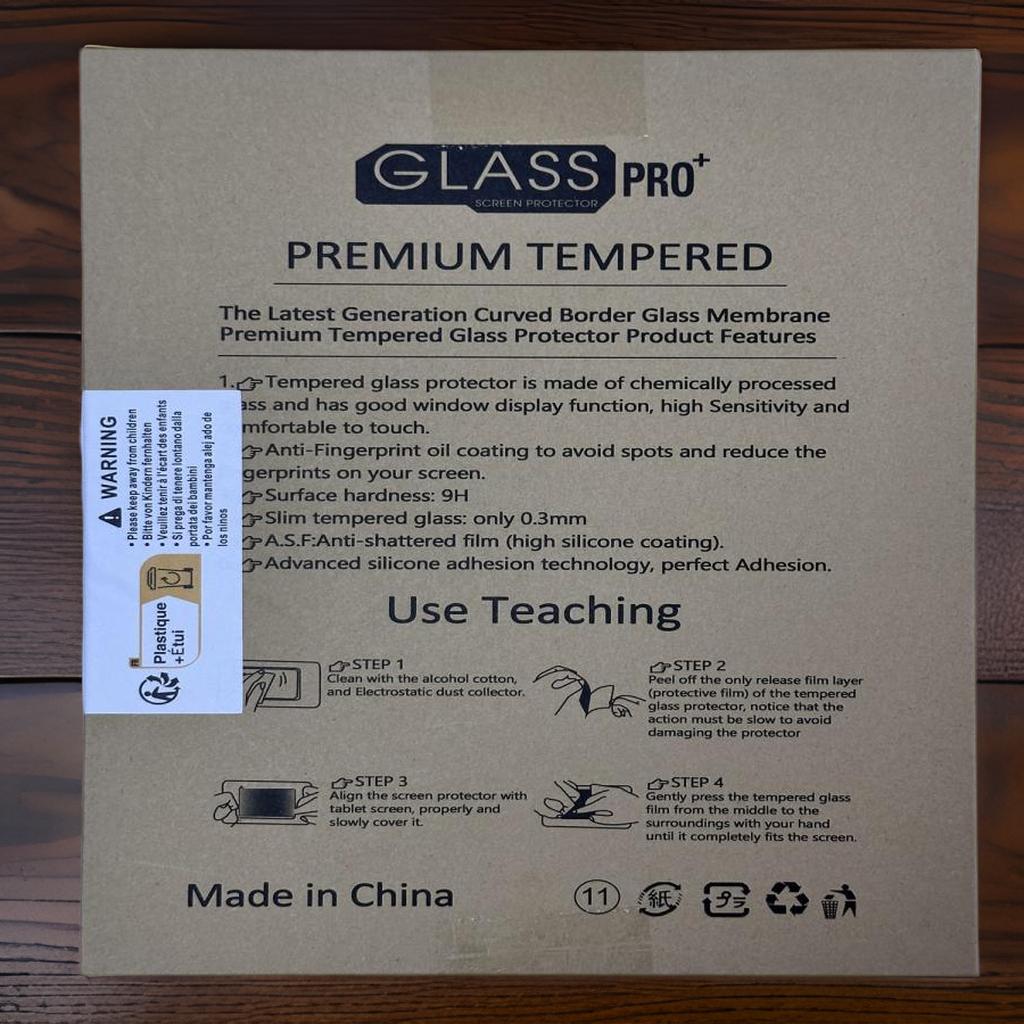 GLASS PRO+
SCREEN PROTECTOR
PREMIUM TEMPERED
The Latest Generation Curved Border Glass Membrane
Premium Tempered Glass Protector Product Features
1. Tempered glass protector is made of chemically processed
and has good window display function, high Sensitivity and
to touch.
Anti-Fingerprint oil coating to avoid spots and reduce the
on your screen.
Surface hardness: 9H
Slim tempered glass: only 0.3mm
A.S.F:Anti-shattered film (high silicone coating).
Advanced silicone adhesion technology, perfect Adhesion.
WARNING
• Please keep away from children
• Bitte von Kindern fernhalten
• Veuillez tenir à l'écart des enfants
• Si prega di tenere lontano dalla
portata dei bambini
• Por favor mantenga alejado de
los ninos
FR
Plastique
+Étui
Use Teaching
STEP 1
Clean with the alcohol cotton,
and Electrostatic dust collector.
STEP 2
Peel off the only release film layer
(protective film) of the tempered
glass protector, notice that the
action must be slow to avoid
damaging the protector
STEP 3
Align the screen protector with
tablet screen, properly and
slowly cover it.
STEP 4
Gently press the tempered glass
film from the middle to the
surroundings with your hand
until it completely fits the screen.
Made in China
11 紙 プラ